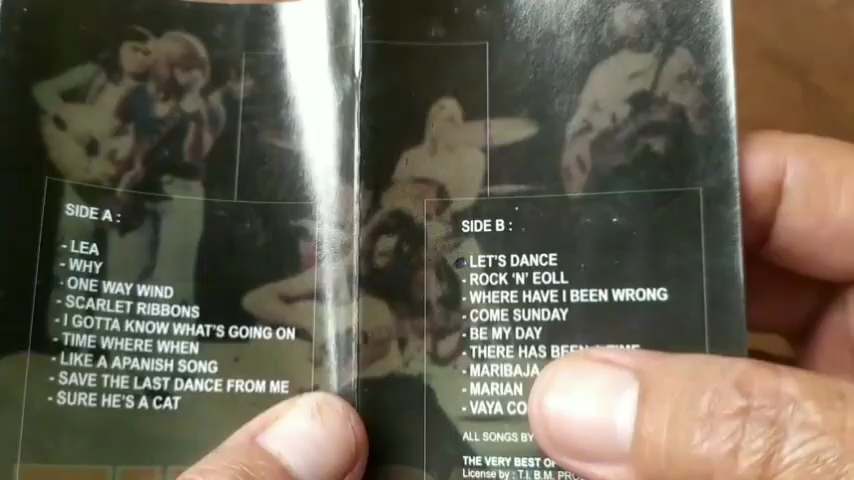 SIDE A :
- LEA
- WHY
- ONE WAY WIND
- SCARLET RIBBONS
- I GOTTA KNOW WHAT'S GOING ON
- TIME WHERE WHEN
- LIKE A APANISH SONG
- SAVE THE LAST DANCE FROM ME
- SURE HE'S A CAT
SIDE B :
- LET'S DANCE
- ROCK 'N' EOLL
- WHERE HAVE I BEEN WRONG
- COME SUNDAY
- BE MY DAY
- THERE HAS BEEN A TIME
- MARIBAJA
- MARIAN
- VAYA CO
ALL SONGS BY
THE VERY BEST OF
License by : T.I. B.M. PRO